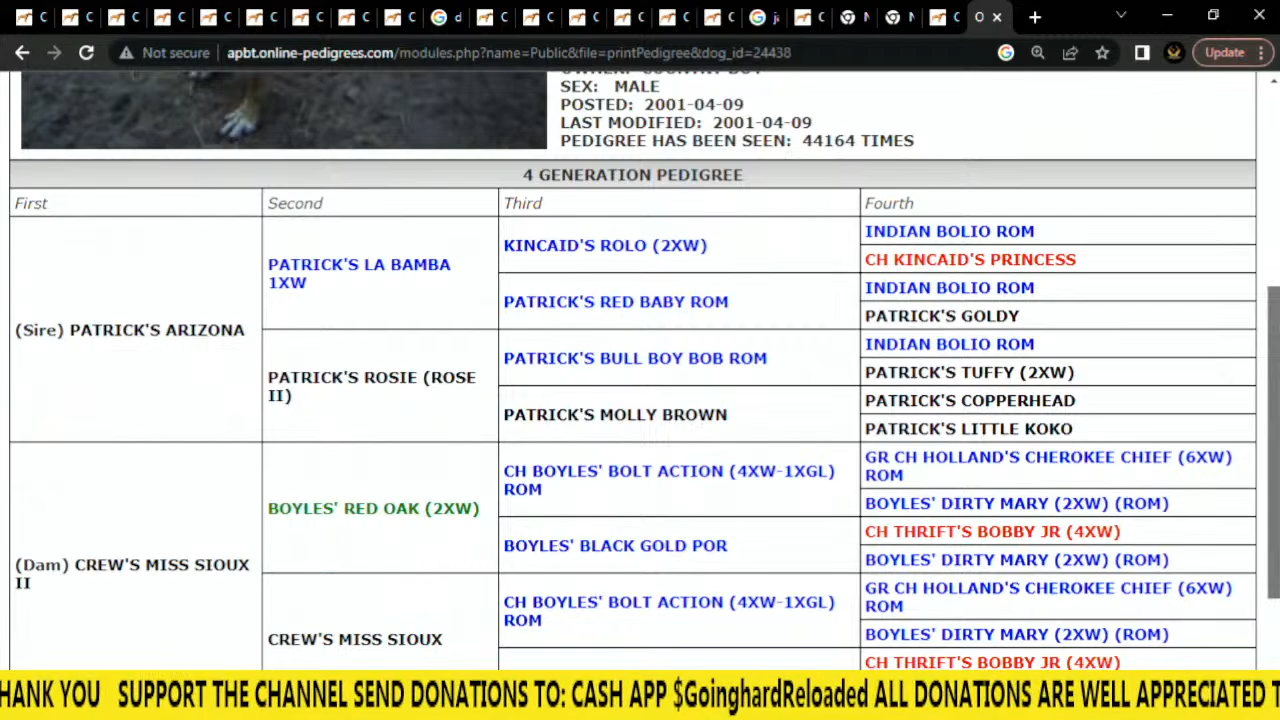 C C C C C C C C C d C C C C C C j C N N C O
Not secure apbt.online-pedigrees.com/modules.php?name=Public&file=printPedigree&dog_id=24438 Update
SEX: MALE
POSTED: 2001-04-09
LAST MODIFIED: 2001-04-09
PEDIGREE HAS BEEN SEEN: 44164 TIMES
4 GENERATION PEDIGREE
First Second Third Fourth
(Sire) PATRICK'S ARIZONA
PATRICK'S LA BAMBA
1XW
KINCAID'S ROLO (2XW)
INDIAN BOLIO ROM
CH KINCAID'S PRINCESS
PATRICK'S RED BABY ROM
INDIAN BOLIO ROM
PATRICK'S GOLDY
PATRICK'S ROSIE (ROSE
II)
PATRICK'S BULL BOY BOB ROM
INDIAN BOLIO ROM
PATRICK'S TUFFY (2XW)
PATRICK'S MOLLY BROWN
PATRICK'S COPPERHEAD
PATRICK'S LITTLE KOKO
(Dam) CREW'S MISS SIOUX
II
BOYLES' RED OAK (2XW)
CH BOYLES' BOLT ACTION (4XW-1XGL)
ROM
GR CH HOLLAND'S CHEROKEE CHIEF (6XW)
ROM
BOYLES' DIRTY MARY (2XW) (ROM)
BOYLES' BLACK GOLD POR
CH THRIFT'S BOBBY JR (4XW)
BOYLES' DIRTY MARY (2XW) (ROM)
CREW'S MISS SIOUX
CH BOYLES' BOLT ACTION (4XW-1XGL)
ROM
GR CH HOLLAND'S CHEROKEE CHIEF (6XW)
ROM
BOYLES' DIRTY MARY (2XW) (ROM)
CH THRIFT'S BOBBY JR (4XW)
HANK YOU SUPPORT THE CHANNEL SEND DONATIONS TO: CASH APP $GoinghardReloaded ALL DONATIONS ARE WELL APPRECIATED T